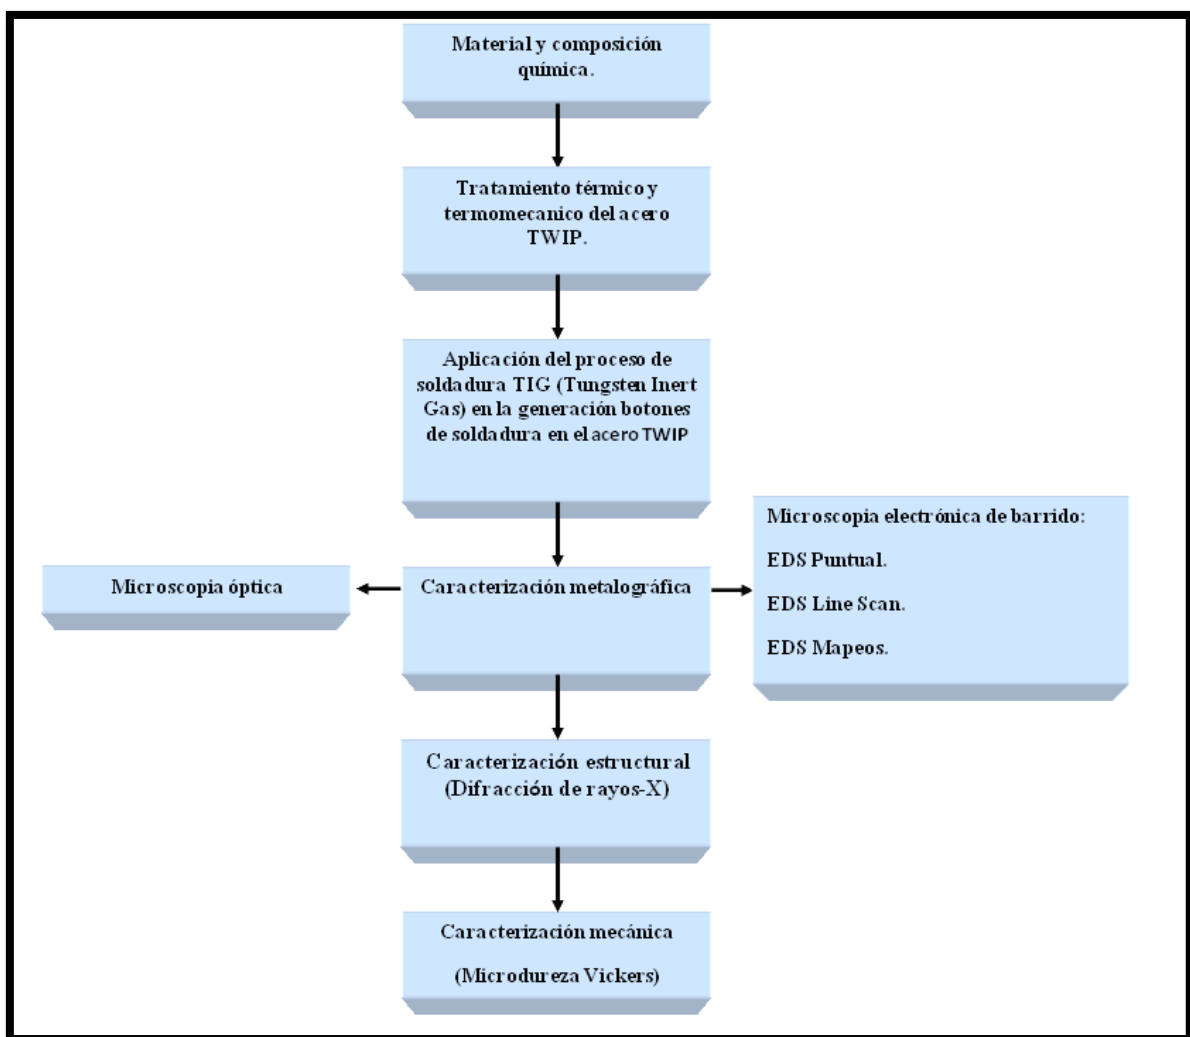 Material y composición
química.
Tratamiento térmico y
termomecanico del acero
TWIP.
Aplicación del proceso de
soldadura TIG (Tungsten Inert
Gas) en la generación botones
de soldadura en el acero TWIP
Microscopia electrónica de barrido:
EDS Puntual.
EDS Line Scan.
EDS Mapeos.
Microscopia óptica
Caracterización metalográfica
Caracterización estructural
(Difracción de rayos-X)
Caracterización mecánica
(Microdureza Vickers)